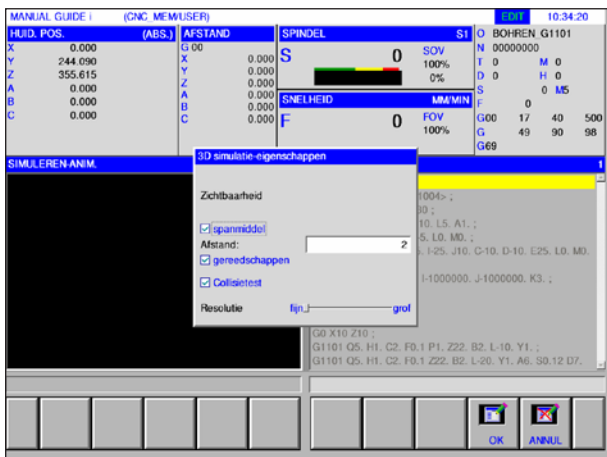 MANUAL GUIDE i (CNC_MEM/USER) EDIT 10:34:20
HUID. POS. (ABS.)
X 0.000
Y 244.090
Z 355.615
A 0.000
B 0.000
C 0.000
AFSTAND
G 00
X 0.000
Y 0.000
Z 0.000
A 0.000
B 0.000
C 0.000
SPINDEL S1
S 0 SOV 100% 0%
SNELHEID MM/MIN
F 0 FOV 100%
O BOHREN_G1101
N 00000000
T 0 M 0
D 0 H 0
S 0 M5
F 0
G00 17 40 500
G 49 90 98
G69
SIMULEREN-ANIM. 1
3D simulatie-eigenschappen
Zichtbaarheid
spanmiddel
Afstand: 2
gereedschappen
Collisietest
Resolutie fijn grof
1004> ;
10. L5. A1. ;
5. L0. M0. ;
I-25. J10. C-10. D-10. E25. L0. M0.
I-1000000. J-1000000. K3. ;
G0 X10 Z10 ;
G1101 Q5. H1. C2. F0.1 P1. Z22. B2. L-10. Y1. ;
G1101 Q5. H1. C2. F0.1 Z22. B2. L-20. Y1. A6. S0.12 D7.
OK ANNUL